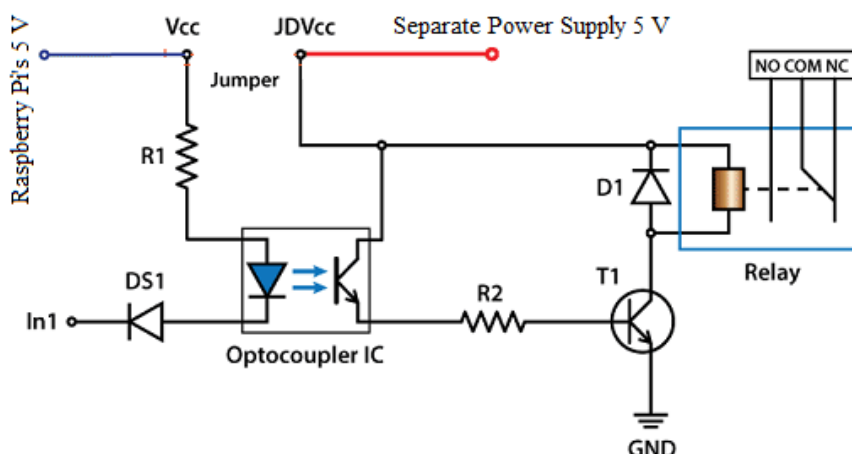 Raspberry Pi's 5 V
Vcc
JDVcc
Separate Power Supply 5 V
Jumper
NO COM NC
R1
D1
DS1
T1
R2
Relay
In1
Optocoupler IC
GND